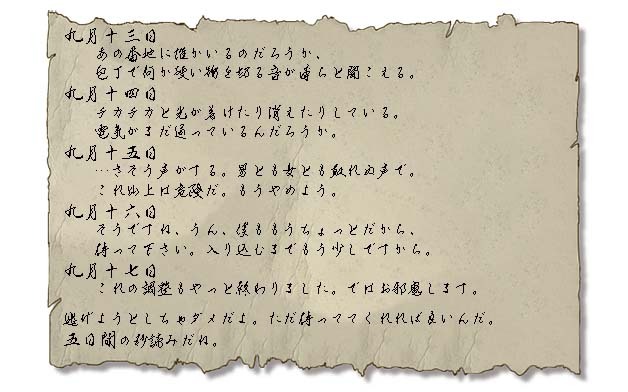 九月十三日
あの番地に誰かいるのだろうか、
包丁で何か硬い物を切る音が薄らと聞こえる。
九月十四日
チカチカと光が着けたり消えたりしている。
電気がまだ通っているんだろうか。
九月十五日
…さそう声がする。男とも女とも取れぬ声で。
これ以上は危険だ。もうやめよう。
九月十六日
そうですね、うん、僕ももうちょっとだから、
待って下さい。入り込むまでもう少しですから。
九月十七日
これの調整もやっと終わりました。ではお邪魔します。
逃げようとしちゃダメだよ。ただ待っててくれれば良いんだ。
五日間の秒読みだね。